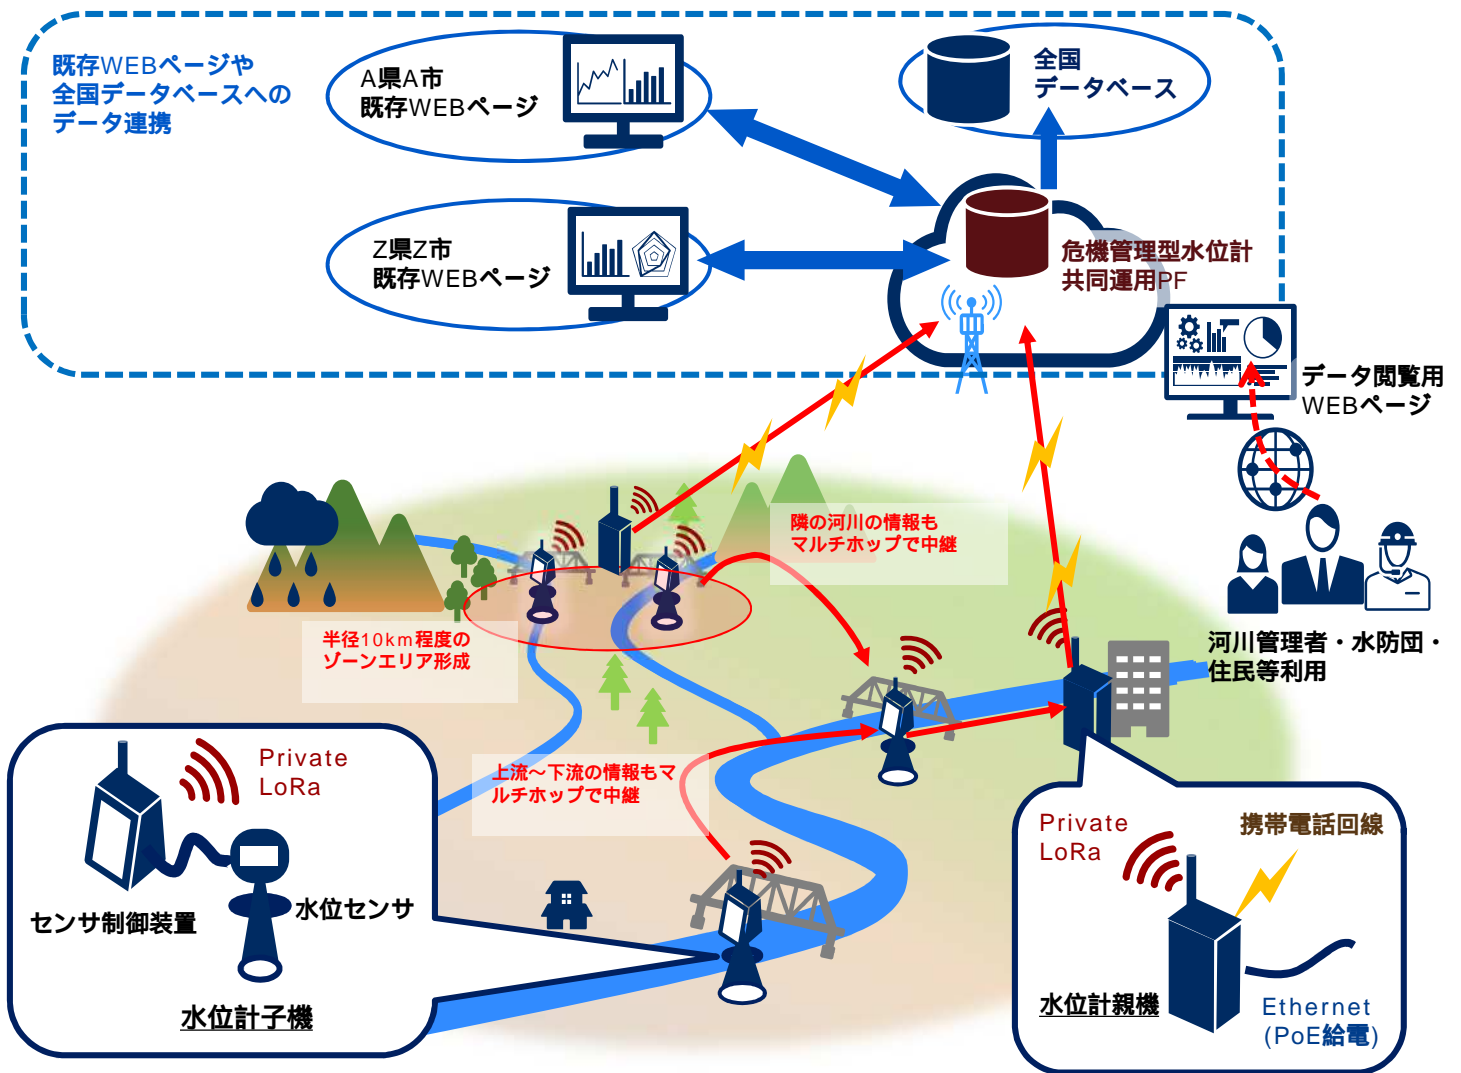 既存WEBページや
全国データベースへの
データ連携
A県A市
既存WEBページ
全国
データベース
Z県Z市
既存WEBページ
危機管理型水位計
共同運用PF
データ閲覧用
WEBページ
隣の河川の情報も
マルチホップで中継
半径10km程度の
ゾーンエリア形成
河川管理者・水防団・
住民等利用
上流～下流の情報もマ
ルチホップで中継
Private
LoRa
センサ制御装置
水位センサ
水位計子機
Private
LoRa
携帯電話回線
水位計親機
Ethernet
(PoE給電)